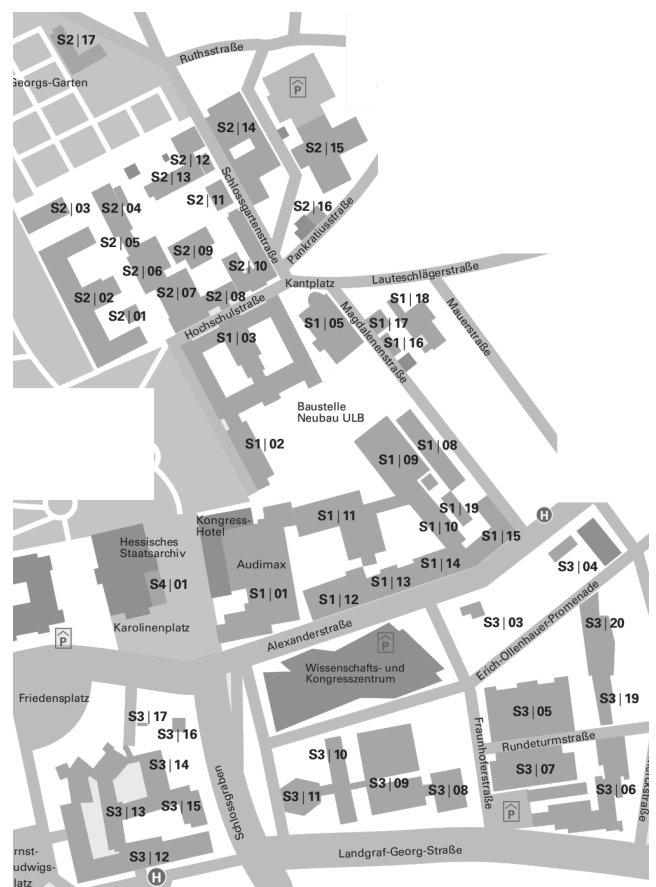 S2|17
Ruthsstraße
Georgs-Garten
P
S2|14
S2|15
S2|12
S2|13
S2|11
Schlossgartenstraße
S2|16
Pankratiusstraße
S2|03
S2|04
S2|05
S2|09
S2|06
S2|10
S2|07
S2|08
S2|02
S2|01
Kantplatz
Lauteschlägerstraße
Hochschulstraße
S1|18
S1|05
S1|17
S1|16
Magdalenenstraße
Mauerstraße
S1|03
Baustelle
Neubau ULB
S1|02
S1|08
S1|09
S1|19
S1|10
S1|11
S1|15
H
Kongress-
Hotel
Hessisches
Staatsarchiv
S4|01
Audimax
S1|01
S1|14
S1|13
S1|12
S3|04
Karolinenplatz
P
Alexanderstraße
P
S3|03
Erich-Ollenhauer-Promenade
S3|20
Wissenschafts- und
Kongresszentrum
Friedensplatz
S3|19
S3|05
S3|17
S3|16
Rundeturmstraße
Fraunhoferstraße
S3|10
S3|14
S3|07
S3|09
S3|08
S3|06
S3|11
S3|13
S3|15
Schlossgraben
P
S3|12
H
Landgraf-Georg-Straße
rnst-
udwigs-
latz